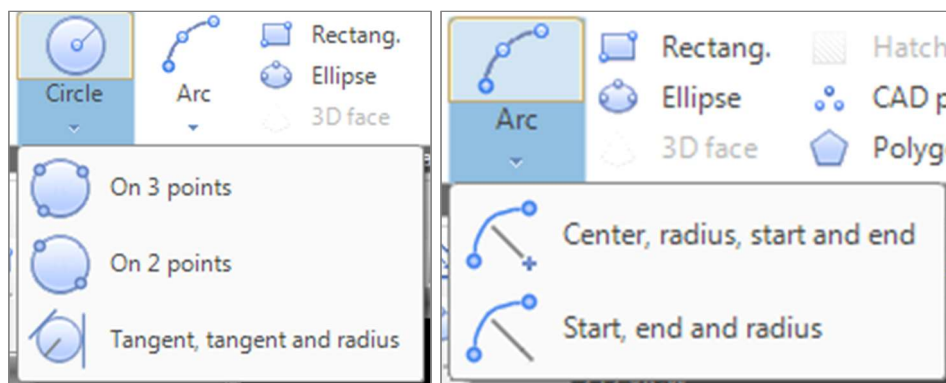 Circle
Arc
Rectang.
Ellipse
3D face
On 3 points
On 2 points
Tangent, tangent and radius
Arc
Rectang.
Ellipse
3D face
Hatch
CAD p
Polyg
Center, radius, start and end
Start, end and radius